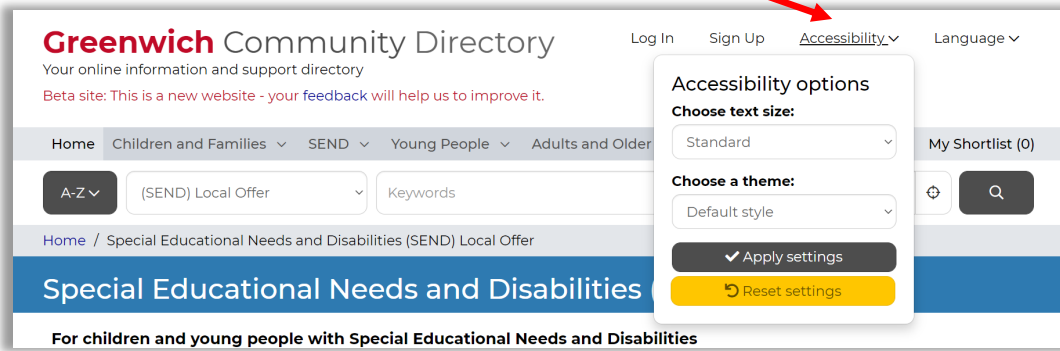 Greenwich Community Directory
Log In Sign Up Accessibility Language
Your online information and support directory
Beta site: This is a new website - your feedback will help us to improve it.
Accessibility options
Choose text size:
Standard
Choose a theme:
Default style
Apply settings
Reset settings
Home Children and Families SEND Young People Adults and Older My Shortlist (0)
A-Z (SEND) Local Offer Keywords
Home / Special Educational Needs and Disabilities (SEND) Local Offer
Special Educational Needs and Disabilities (
For children and young people with Special Educational Needs and Disabilities